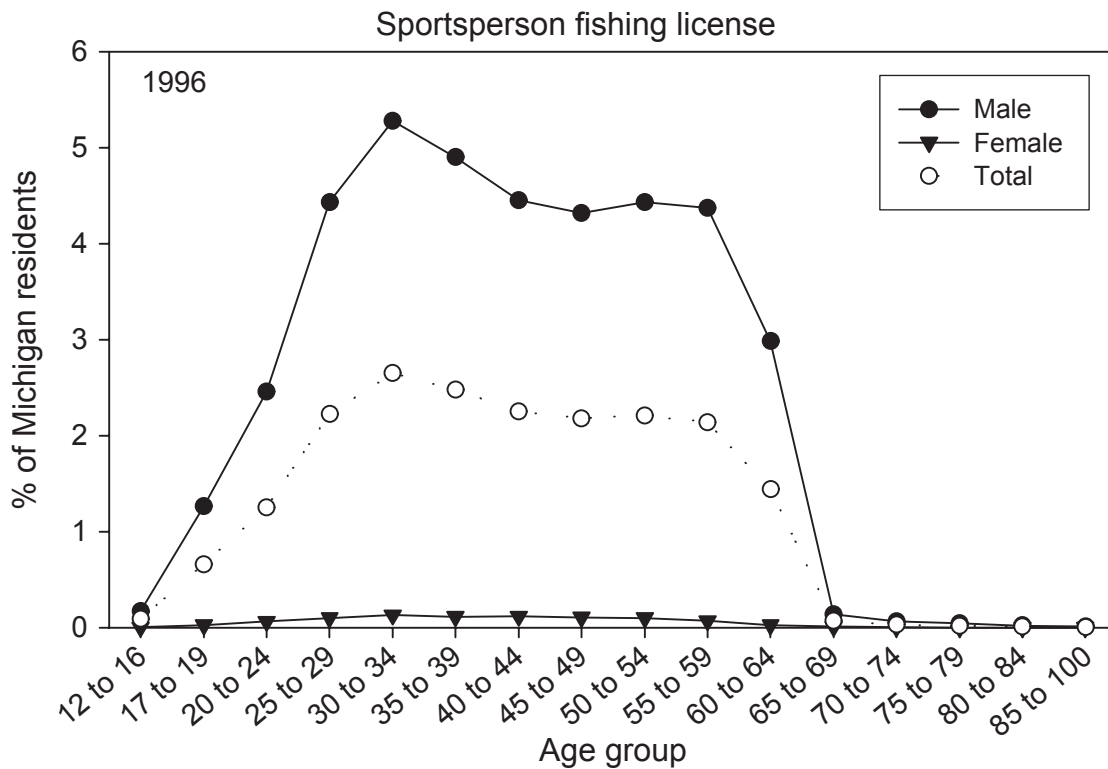 Sportsperson fishing license
1996
Male
Female
Total
% of Michigan residents
6
5
4
3
2
1
0
12 to 16
17 to 19
20 to 24
25 to 29
30 to 34
35 to 39
40 to 44
45 to 49
50 to 54
55 to 59
60 to 64
65 to 69
70 to 74
75 to 79
80 to 84
85 to 100
Age group